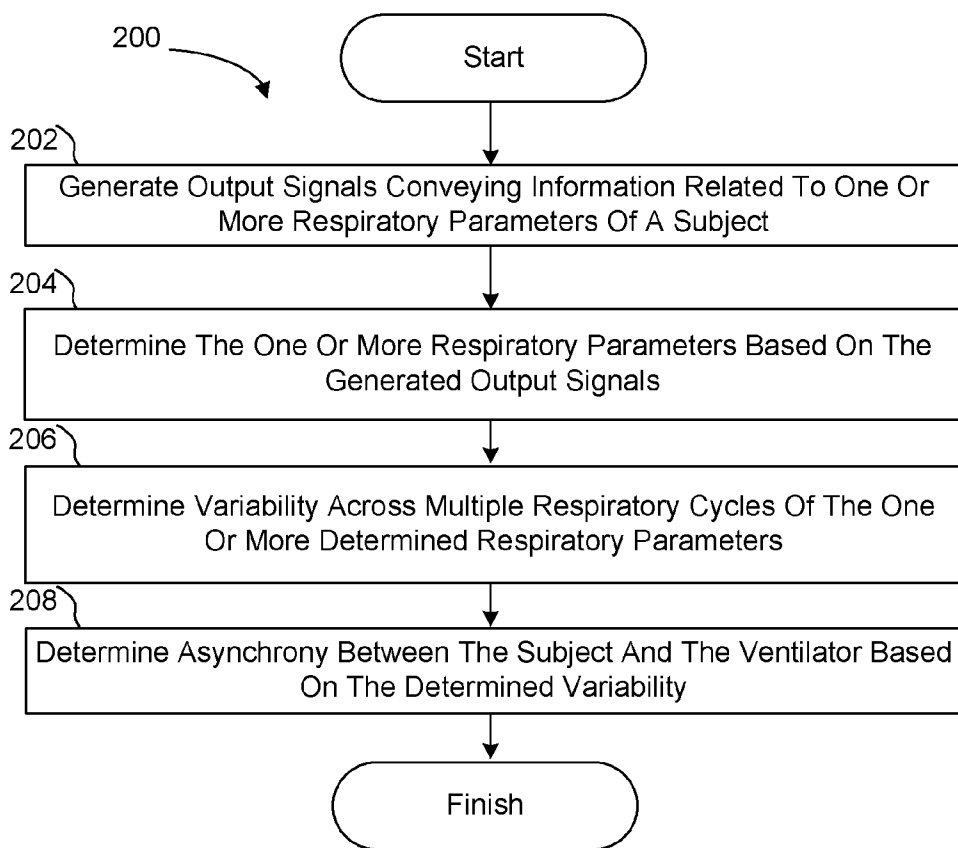 200
Start
202
Generate Output Signals Conveying Information Related To One Or
More Respiratory Parameters Of A Subject
204
Determine The One Or More Respiratory Parameters Based On The
Generated Output Signals
206
Determine Variability Across Multiple Respiratory Cycles Of The One
Or More Determined Respiratory Parameters
208
Determine Asynchrony Between The Subject And The Ventilator Based
On The Determined Variability
Finish